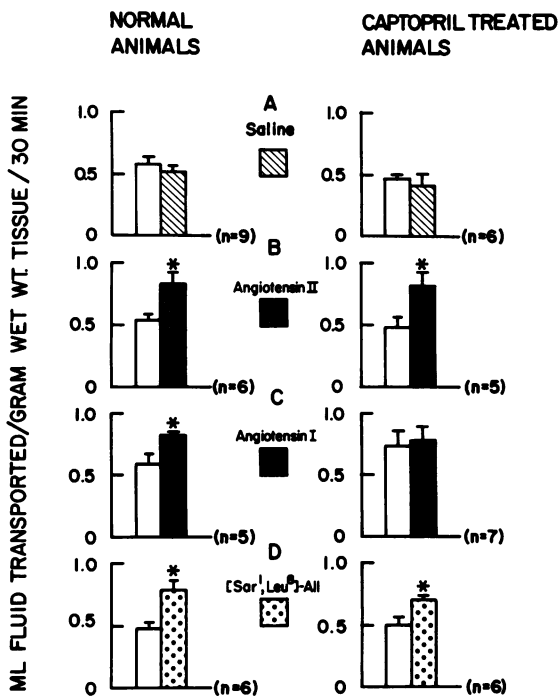 NORMAL ANIMALS
CAPTOPRIL TREATED ANIMALS
ML FLUID TRANSPORTED/GRAM WET WT. TISSUE / 30 MIN
A
Saline
1.0
0.5
0
(n=9)
1.0
0.5
0
(n=6)
B
Angiotensin II
1.0
0.5
0
*
(n=6)
1.0
0.5
0
*
(n=5)
C
Angiotensin I
1.0
0.5
0
*
(n=5)
1.0
0.5
0
(n=7)
D
[Sar¹,Leu⁸]-AII
1.0
0.5
0
*
(n=6)
1.0
0.5
0
*
(n=6)